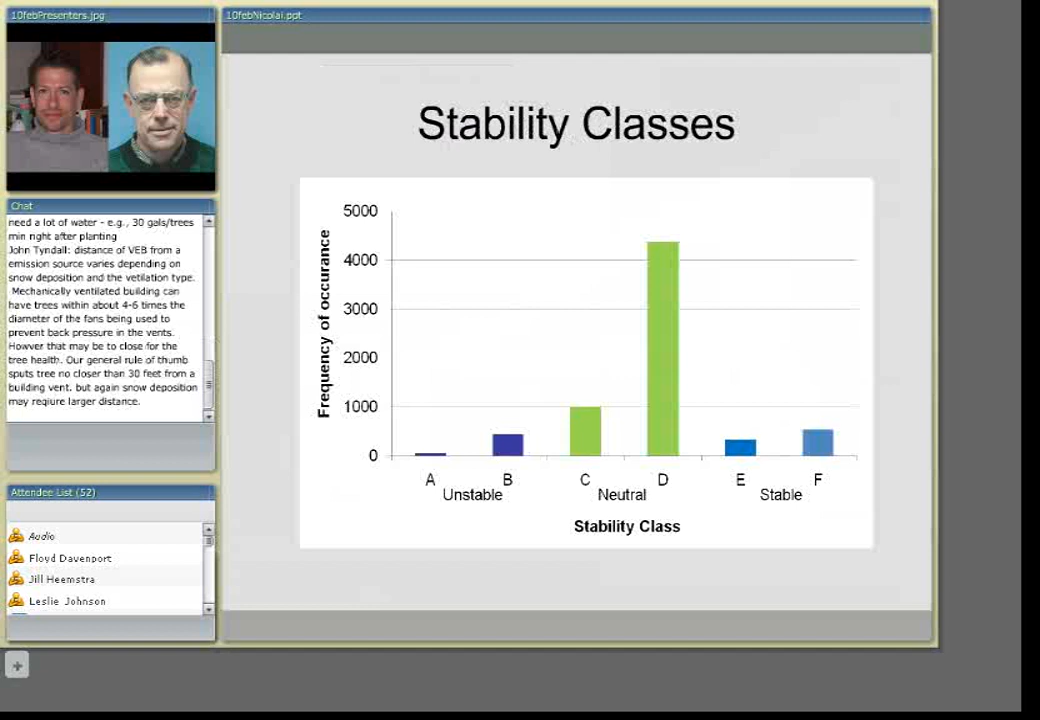 10febPresenters.jpg
10febNicolai.ppt
Chat
need a lot of water - e.g., 30 gals/trees
min right after planting
John Tyndall: distance of VEB from a
emission source varies depending on
snow deposition and the vetilation type.
Mechanically ventilated building can
have trees within about 4-6 times the
diameter of the fans being used to
prevent back pressure in the vents.
Howver that may be to close for the
tree health. Our general rule of thumb
sputs tree no closer than 30 feet from a
building vent. but again snow deposition
may reqiure larger distance.
Attendee List (52)
Audio
Floyd Davenport
Jill Heemstra
Leslie Johnson
Stability Classes
Frequency of occurance
5000
4000
3000
2000
1000
0
A B C D E F
Unstable Neutral Stable
Stability Class